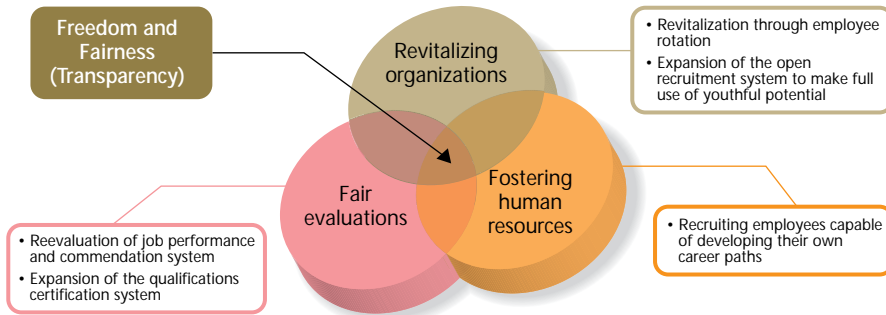 Freedom and
Fairness
(Transparency)
Revitalizing
organizations
• Revitalization through employee
rotation
• Expansion of the open
recruitment system to make full
use of youthful potential
Fair
evaluations
Fostering
human
resources
• Reevaluation of job performance
and commendation system
• Expansion of the qualifications
certification system
• Recruiting employees capable
of developing their own
career paths